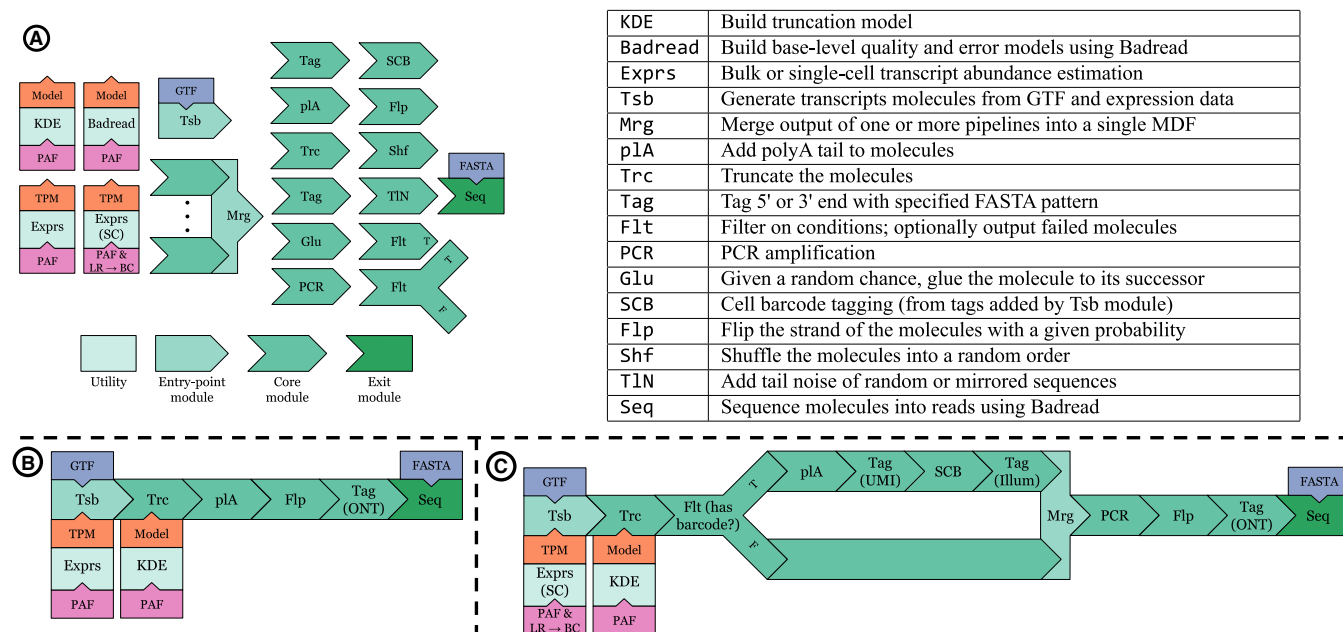 A
Model
KDE
PAF
Model
Badread
PAF
GTF
Tsb
TPM
Exprs
PAF
TPM
Exprs
(SC)
PAF &
LR → BC
Mrg
Tag
SCB
plA
Flp
Trc
Shf
Tag
TlN
Glu
Flt
T
PCR
Flt
T
F
FASTA
Seq
Utility
Entry-point
module
Core
module
Exit
module
KDE Build truncation model
Badread Build base-level quality and error models using Badread
Exprs Bulk or single-cell transcript abundance estimation
Tsb Generate transcripts molecules from GTF and expression data
Mrg Merge output of one or more pipelines into a single MDF
plA Add polyA tail to molecules
Trc Truncate the molecules
Tag Tag 5' or 3' end with specified FASTA pattern
Flt Filter on conditions; optionally output failed molecules
PCR PCR amplification
Glu Given a random chance, glue the molecule to its successor
SCB Cell barcode tagging (from tags added by Tsb module)
Flp Flip the strand of the molecules with a given probability
Shf Shuffle the molecules into a random order
TlN Add tail noise of random or mirrored sequences
Seq Sequence molecules into reads using Badread
B
GTF
Tsb
Trc
plA
Flp
Tag
(ONT)
FASTA
Seq
TPM
Exprs
PAF
Model
KDE
PAF
C
GTF
Tsb
Trc
Flt (has
barcode?)
T
F
plA
Tag
(UMI)
SCB
Tag
(Illum)
Mrg
PCR
Flp
Tag
(ONT)
FASTA
Seq
TPM
Exprs
(SC)
PAF &
LR → BC
Model
KDE
PAF